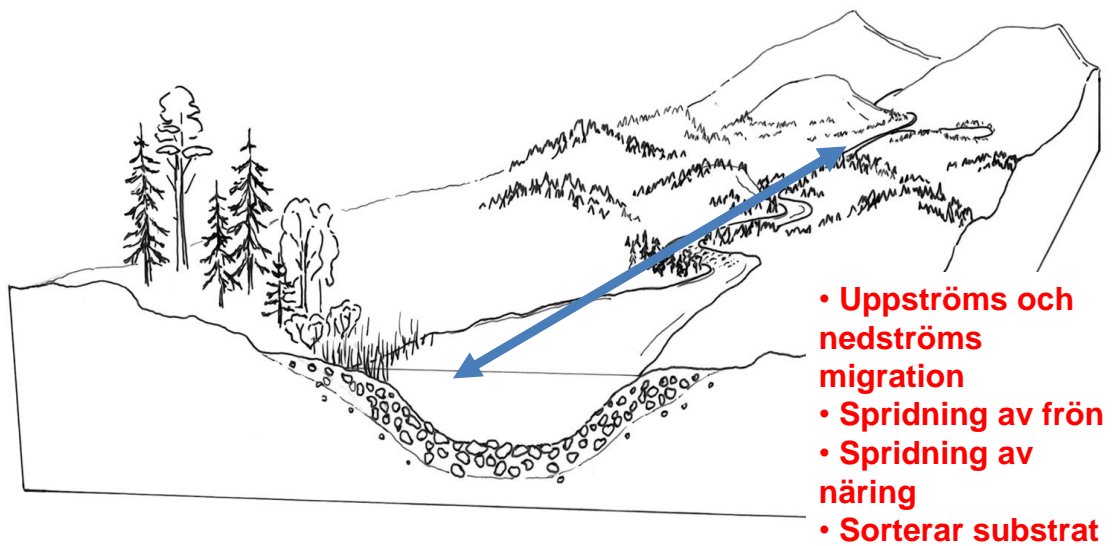 • Uppströms och
nedströms
migration
• Spridning av frön
• Spridning av
näring
• Sorterar substrat